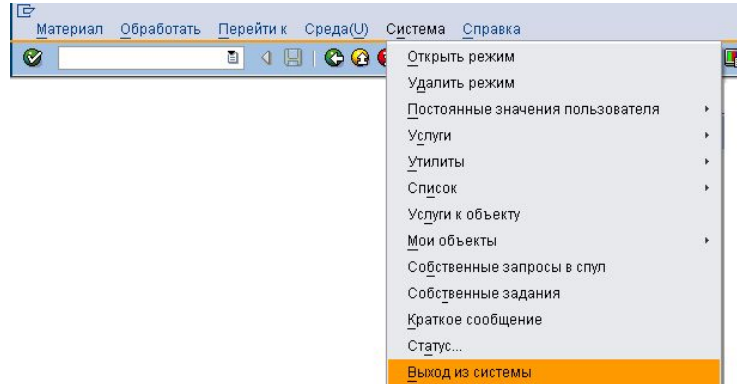 Материал Обработать Перейти к Среда(U) Система Справка
Открыть режим
Удалить режим
Постоянные значения пользователя
Услуги
Утилиты
Список
Услуги к объекту
Мои объекты
Собственные запросы в спул
Собственные задания
Краткое сообщение
Статус...
Выход из системы